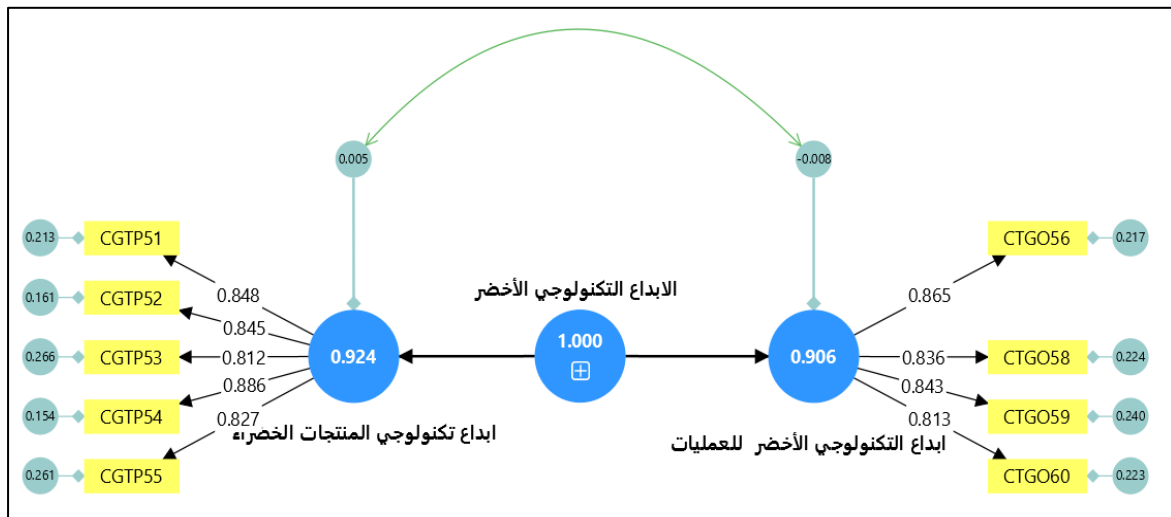 0.005
-0.008
0.213
CGTP51
CTGO56
0.217
0.848
0.865
0.161
CGTP52
الابداع التكنولوجي الأخضر
0.845
0.266
CGTP53
0.812
0.924
1.000
0.906
0.836
CTGO58
0.224
0.886
0.843
0.154
CGTP54
0.827
0.813
CTGO59
0.240
ابداع تكنولوجي المنتجات الخضراء
ابداع التكنولوجي الأخضر للعمليات
0.261
CGTP55
CTGO60
0.223